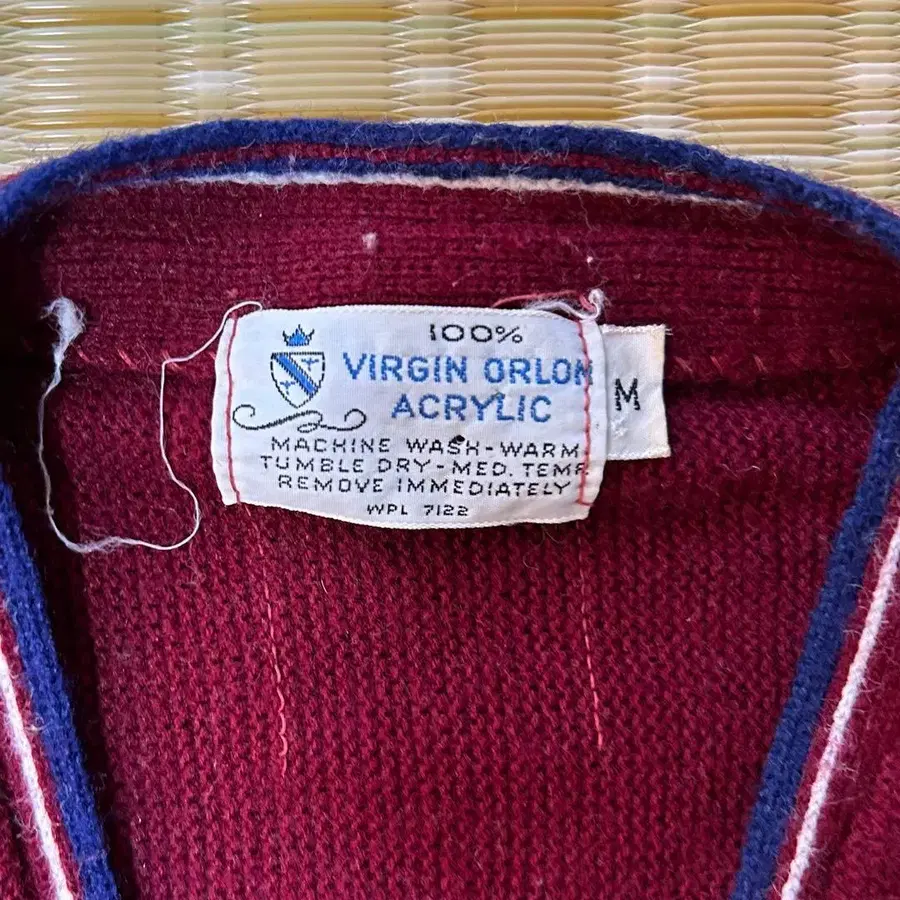 100%
VIRGIN ORLON
ACRYLIC
MACHINE WASH-WARM
TUMBLE DRY-MED. TEMP.
REMOVE IMMEDIATELY
WPL 7122
M